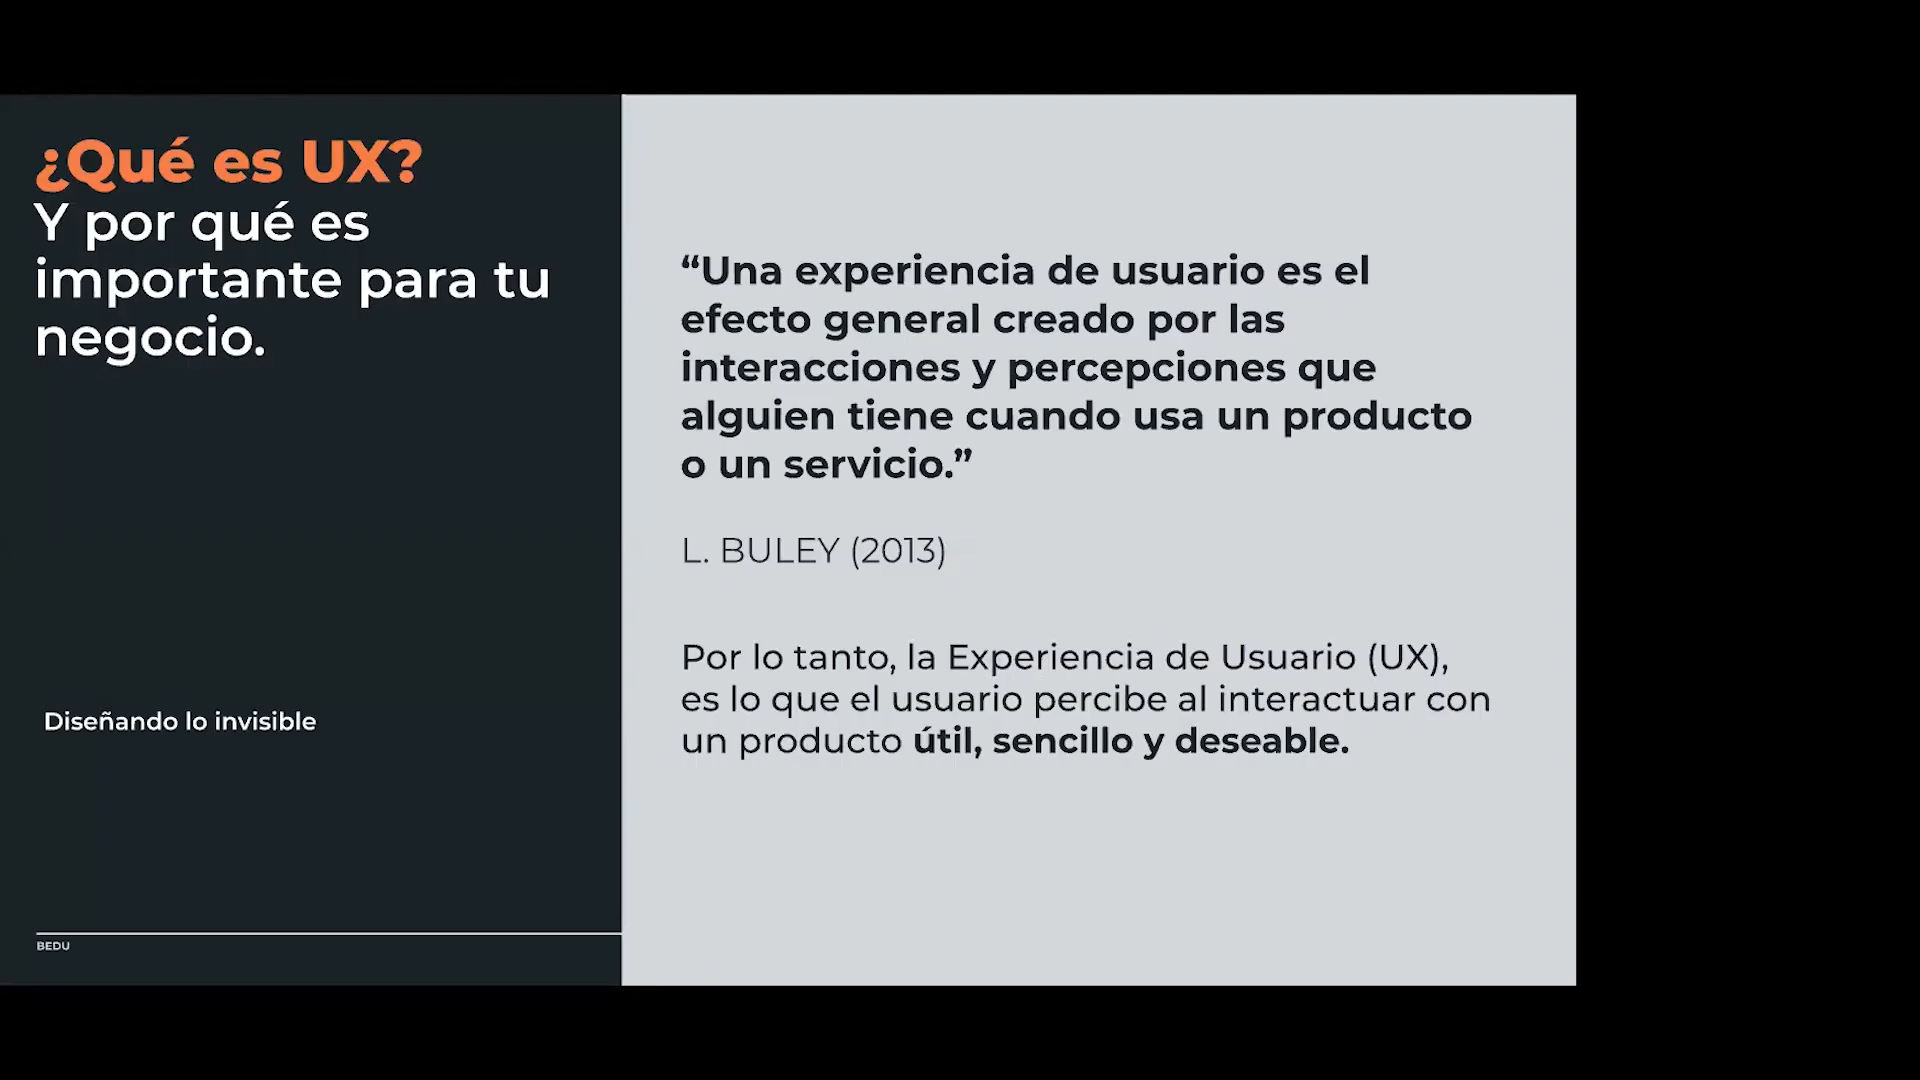 ¿Qué es UX?
Y por qué es
importante para tu
negocio.
Diseñando lo invisible
BEDU
“Una experiencia de usuario es el
efecto general creado por las
interacciones y percepciones que
alguien tiene cuando usa un producto
o un servicio.”
L. BULEY (2013)
Por lo tanto, la Experiencia de Usuario (UX),
es lo que el usuario percibe al interactuar con
un producto útil, sencillo y deseable.